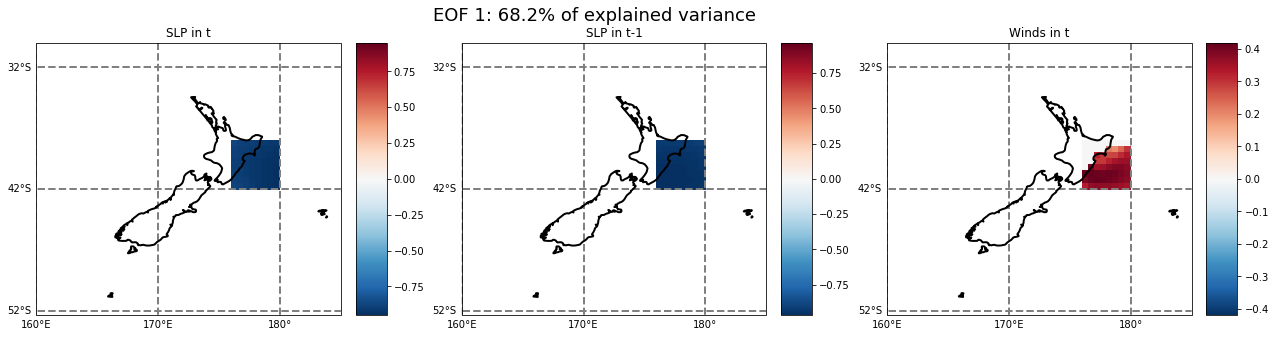 EOF 1: 68.2% of explained variance
SLP in t
32°S
42°S
52°S
160°E
170°E
180°
0.75
0.50
0.25
0.00
−0.25
−0.50
−0.75
SLP in t-1
160°E
170°E
180°
0.75
0.50
0.25
0.00
−0.25
−0.50
−0.75
Winds in t
32°S
42°S
52°S
160°E
170°E
180°
0.4
0.3
0.2
0.1
0.0
−0.1
−0.2
−0.3
−0.4